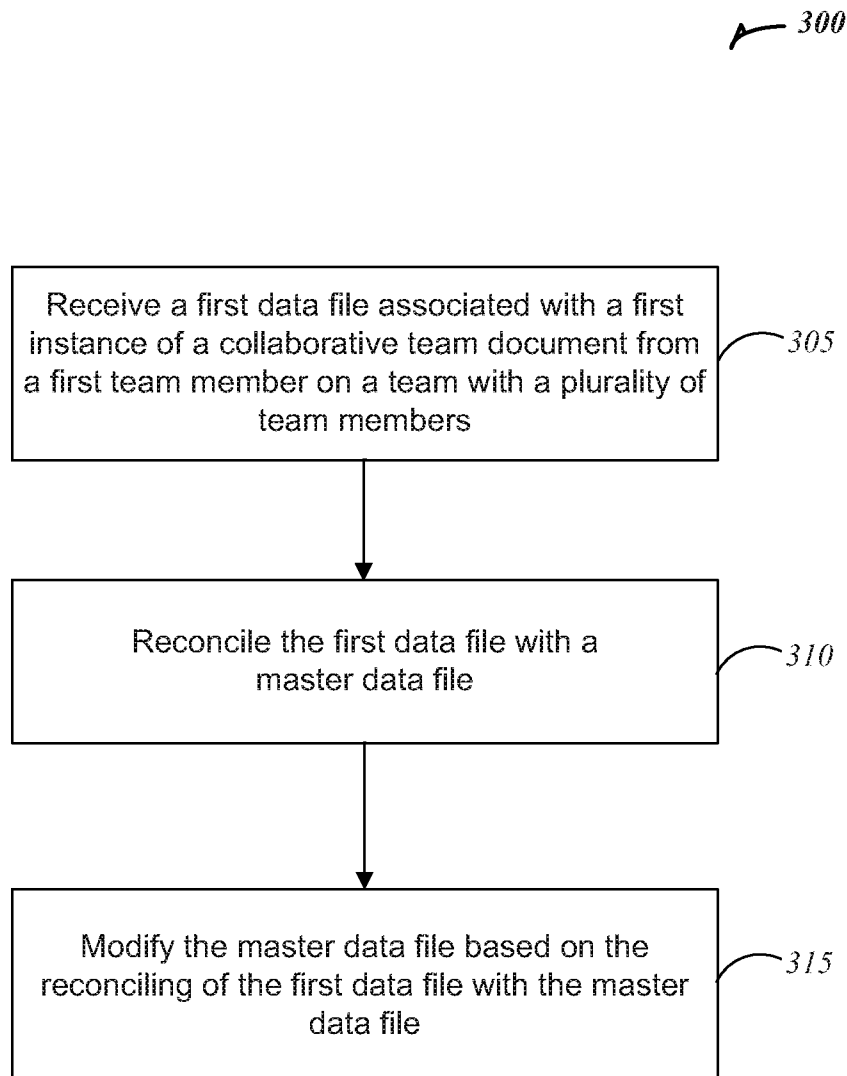 300
Receive a first data file associated with a first
instance of a collaborative team document from
a first team member on a team with a plurality of
team members
305
Reconcile the first data file with a
master data file
310
Modify the master data file based on the
reconciling of the first data file with the master
data file
315